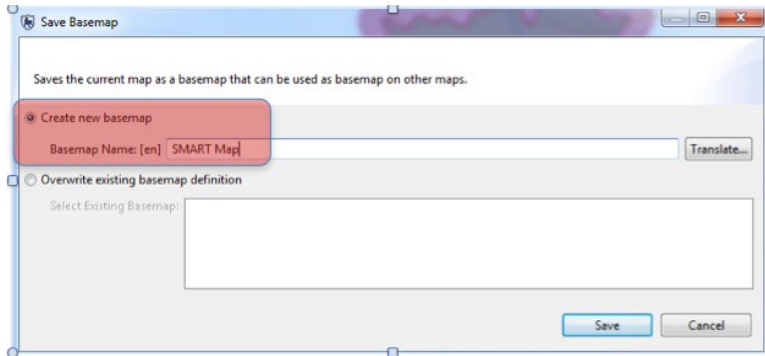 Save Basemap
Saves the current map as a basemap that can be used as basemap on other maps.
Create new basemap
Basemap Name: [en] SMART Map Translate...
Overwrite existing basemap definition
Select Existing Basemap:
Save Cancel